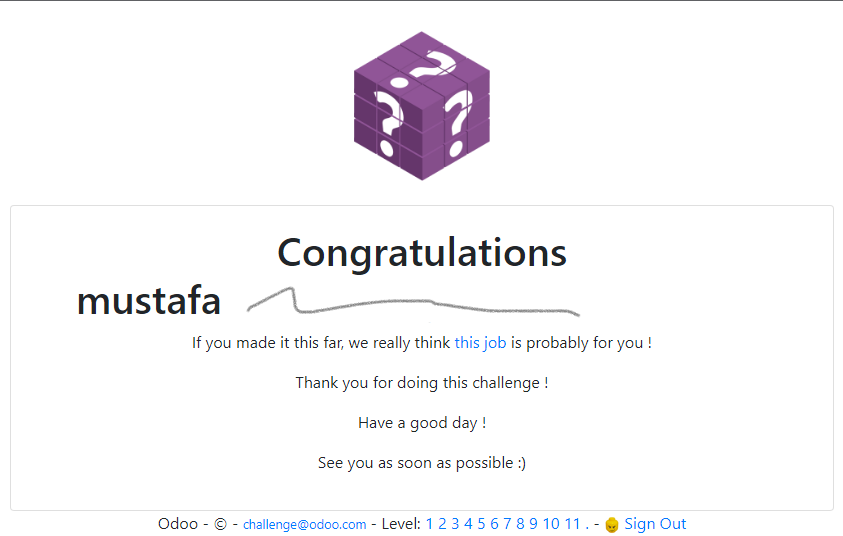 Congratulations
mustafa
If you made it this far, we really think this job is probably for you !
Thank you for doing this challenge !
Have a good day !
See you as soon as possible :)
Odoo - © - challenge@odoo.com - Level: 1 2 3 4 5 6 7 8 9 10 11 . - Sign Out